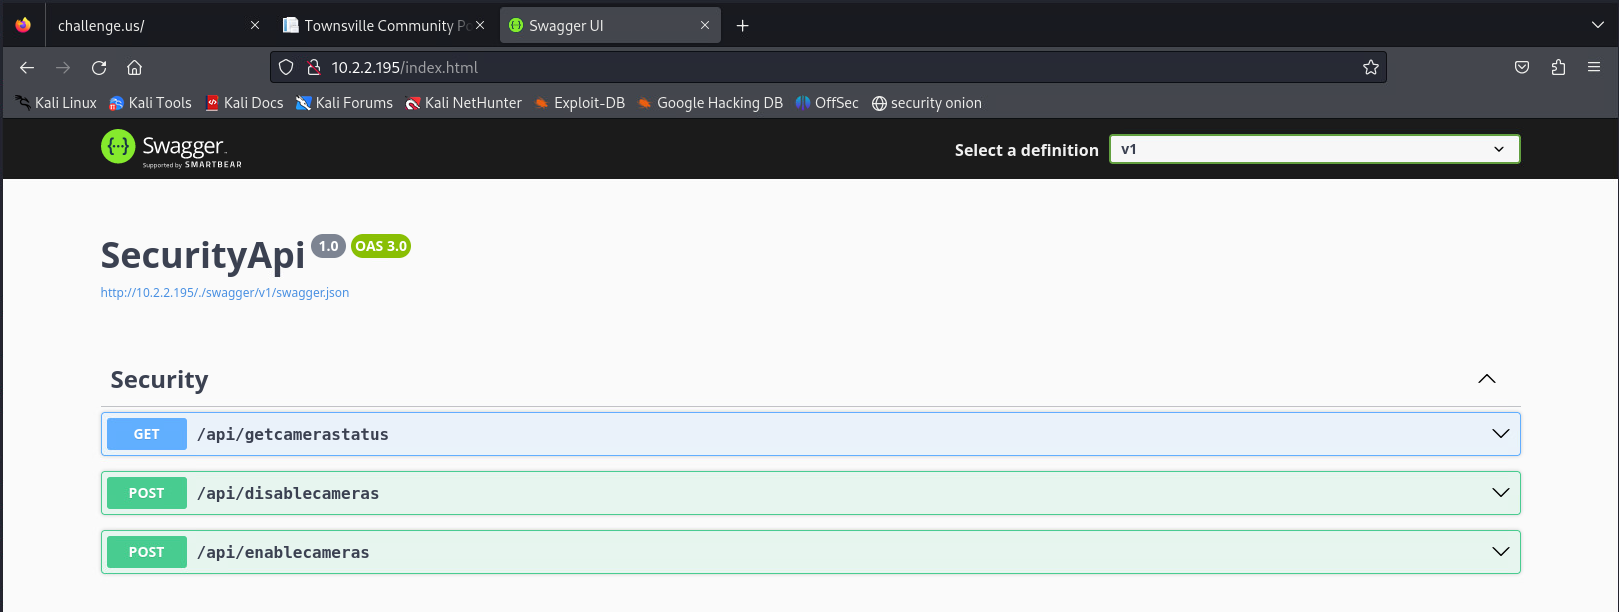 challenge.us/ Townsville Community Po Swagger UI
10.2.2.195/index.html
Kali Linux Kali Tools Kali Docs Kali Forums Kali NetHunter Exploit-DB Google Hacking DB OffSec security onion
Swagger
Supported by SMARTBEAR
Select a definition v1
SecurityApi 1.0 OAS 3.0
http://10.2.2.195/./swagger/v1/swagger.json
Security
GET /api/getcamerastatus
POST /api/disablecameras
POST /api/enablecameras